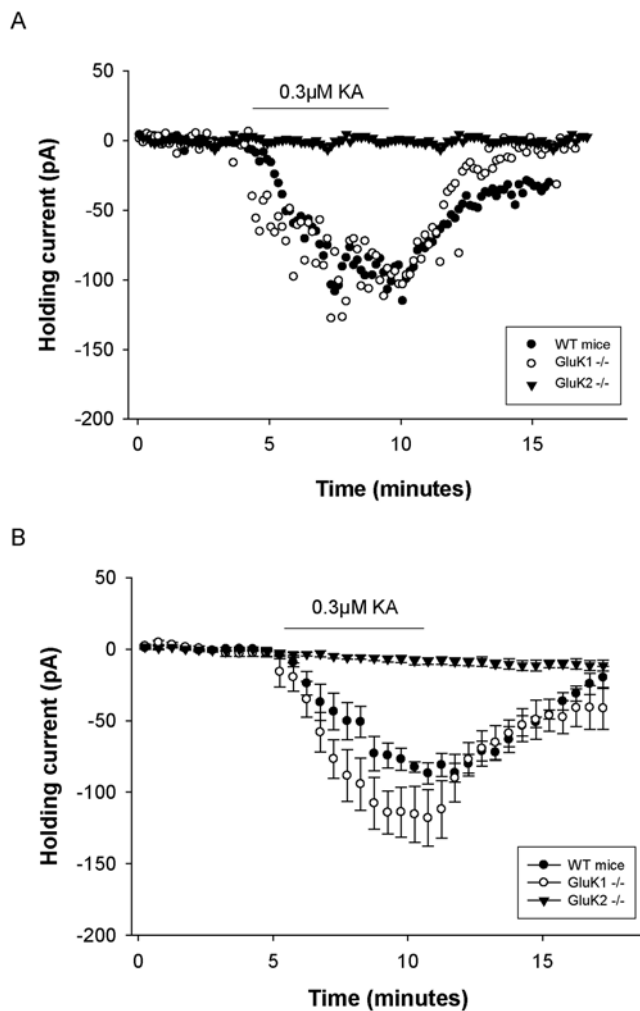 A
0.3µM KA
Holding current (pA)
50
0
-50
-100
-150
-200
0
5
10
15
Time (minutes)
WT mice
GluK1 -/-
GluK2 -/-
B
0.3µM KA
Holding current (pA)
50
0
-50
-100
-150
-200
0
5
10
15
Time (minutes)
WT mice
GluK1 -/-
GluK2 -/-